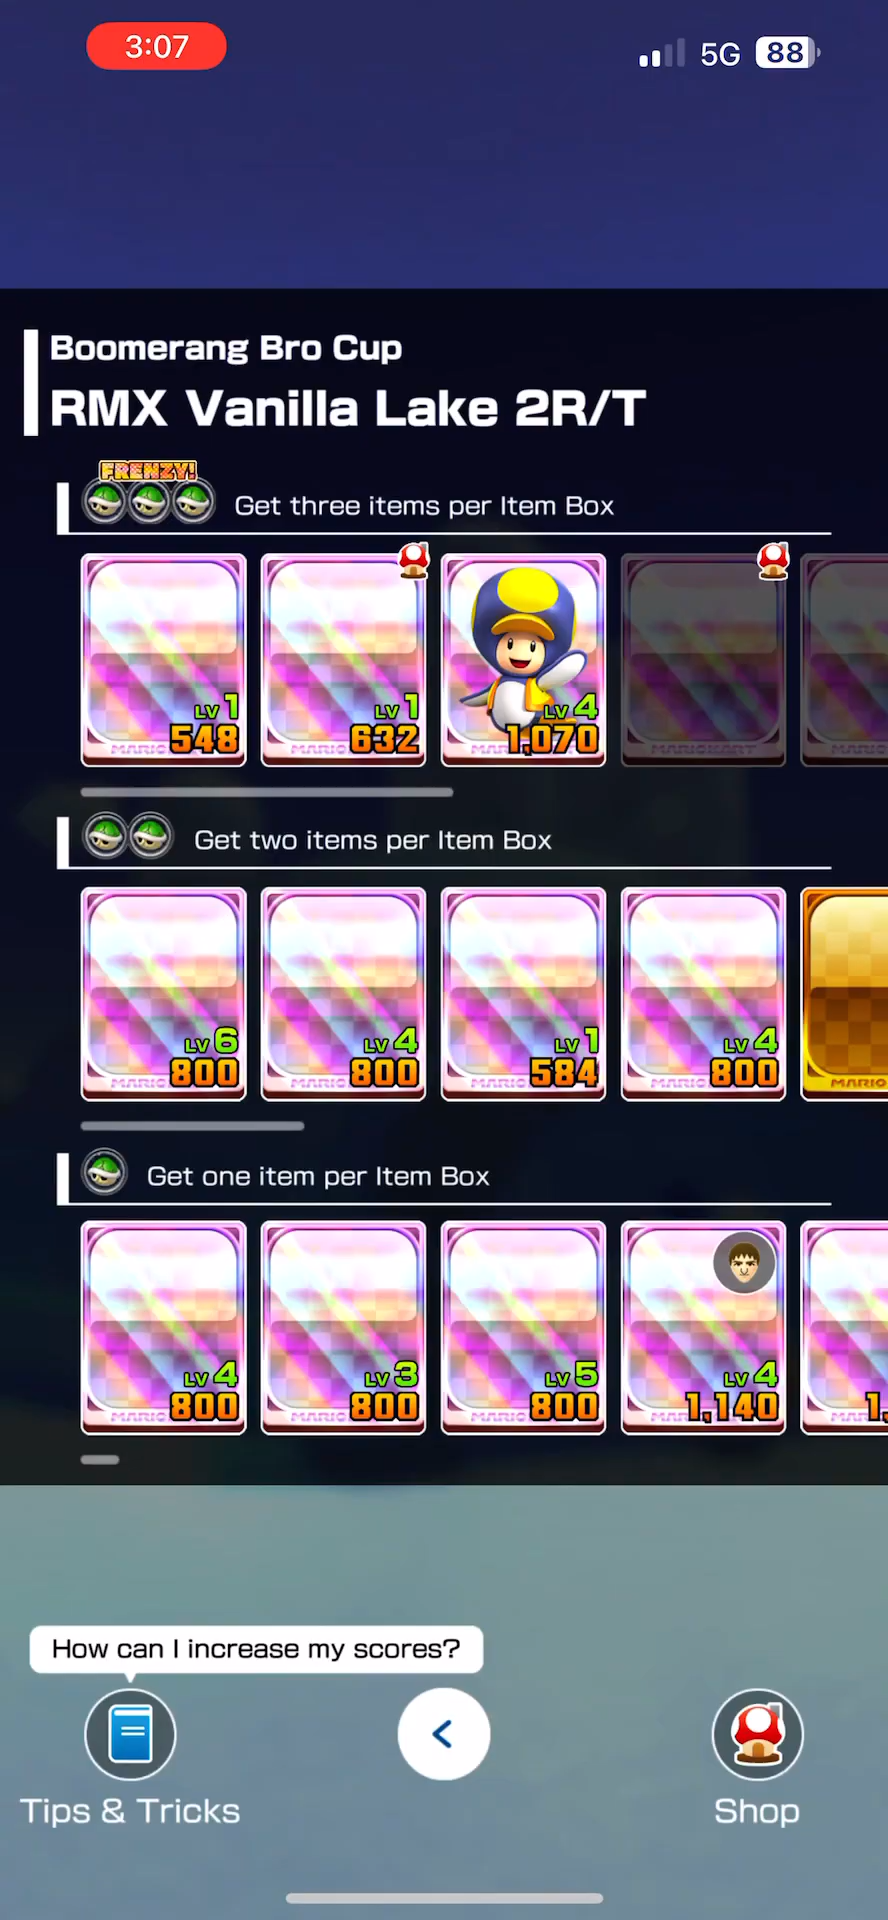 3:07
5G 88
Boomerang Bro Cup
RMX Vanilla Lake 2R/T
FRENZY!
Get three items per Item Box
LV 1
548
LV 1
632
LV 4
1,070
MARIOKART
Get two items per Item Box
LV 6
800
LV 4
800
LV 1
584
LV 4
800
MARIO
Get one item per Item Box
LV 4
800
LV 3
800
LV 5
800
LV 4
1,140
1,
How can I increase my scores?
Tips & Tricks
Shop